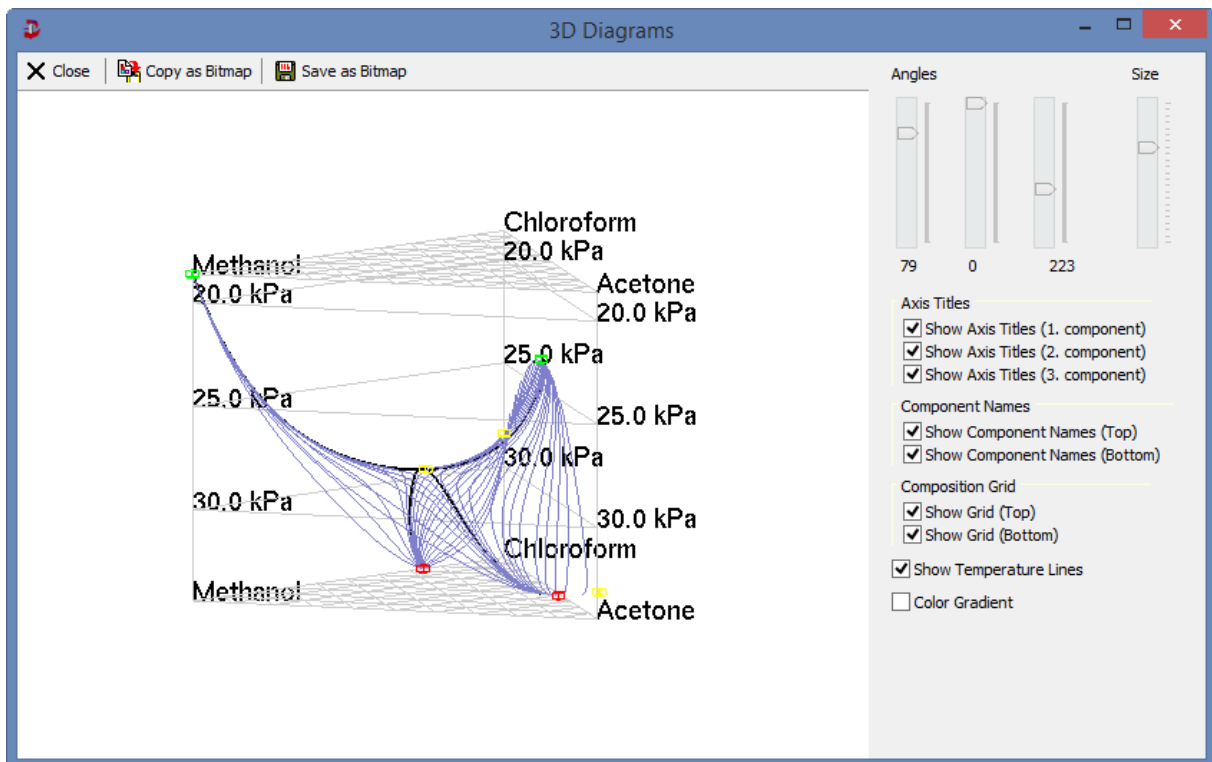 3D Diagrams
Close
Copy as Bitmap
Save as Bitmap
Chloroform
20.0 kPa
Methanol
20.0 kPa
Acetone
20.0 kPa
25.0 kPa
25.0 kPa
25.0 kPa
30.0 kPa
30.0 kPa
30.0 kPa
Chloroform
Methanol
Acetone
Angles
Size
79
0
223
Axis Titles
Show Axis Titles (1. component)
Show Axis Titles (2. component)
Show Axis Titles (3. component)
Component Names
Show Component Names (Top)
Show Component Names (Bottom)
Composition Grid
Show Grid (Top)
Show Grid (Bottom)
Show Temperature Lines
Color Gradient